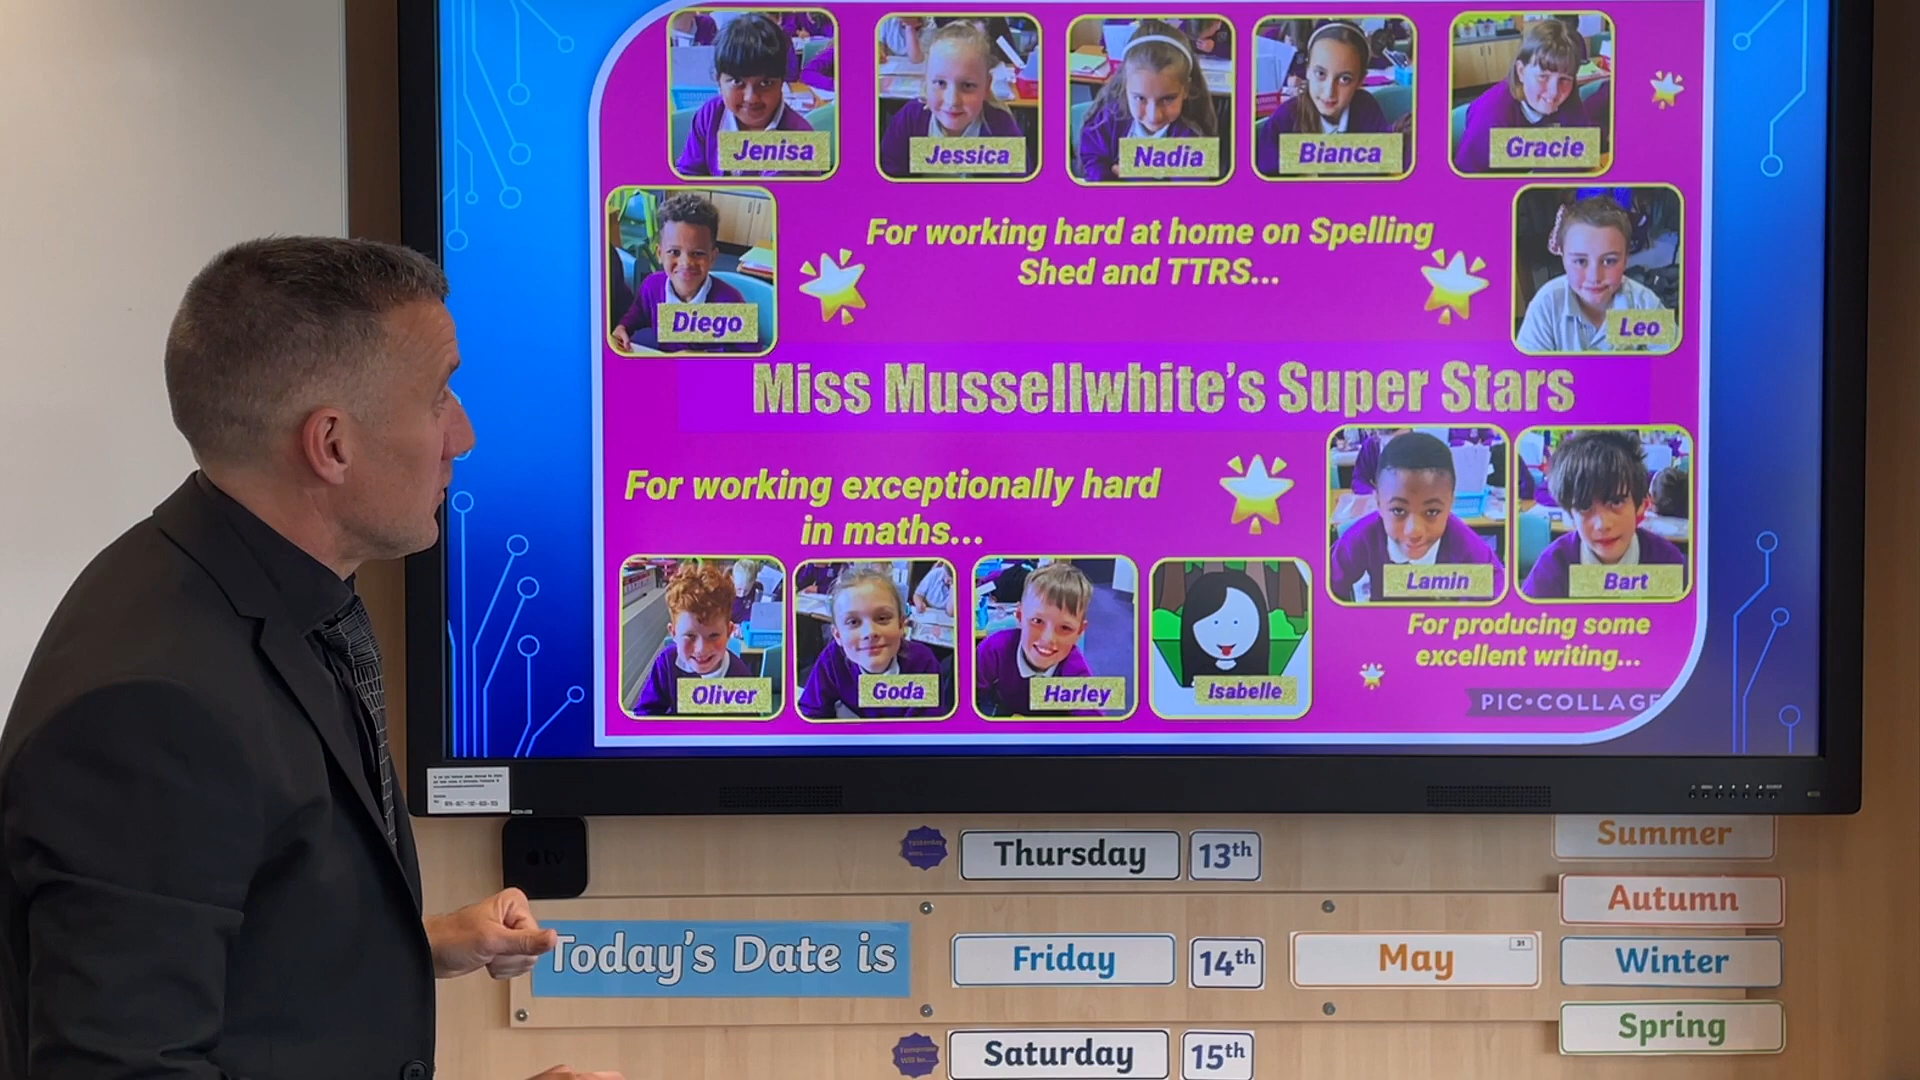 Jenisa
Jessica
Nadia
Bianca
Gracie
Diego
For working hard at home on Spelling
Shed and TTRS...
Leo
Miss Mussellwhite's Super Stars
For working exceptionally hard
in maths...
Lamin
Bart
Oliver
Goda
Harley
Isabelle
For producing some
excellent writing...
PIC•COLLAGE
tv
Thursday
13th
Summer
Autumn
Today's Date is
Friday
14th
May
31
Winter
Spring
Saturday
15th